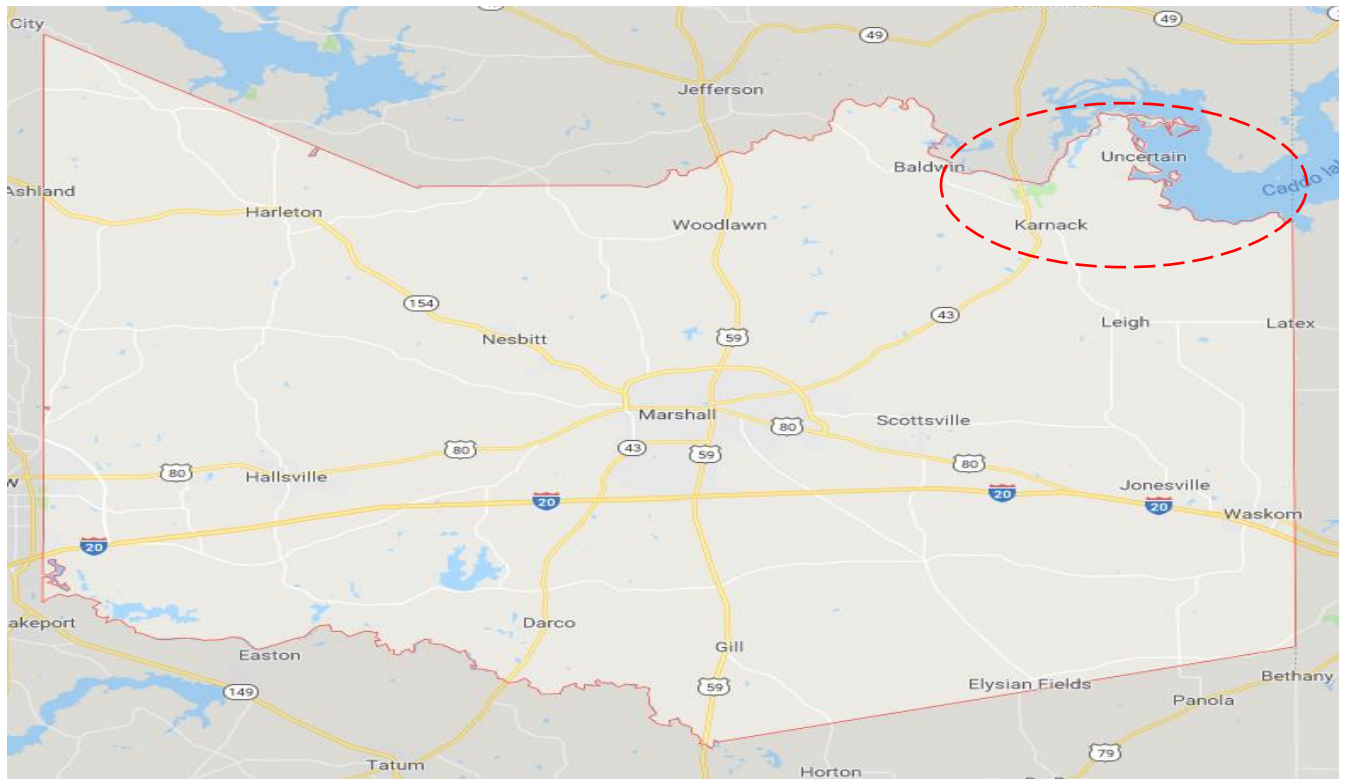 City
49
49
49
Jefferson
Baldwin
Uncertain
Ashland
Caddo
Harleton
Woodlawn
Karnack
154
43
Leigh
Latex
Nesbitt
59
Marshall
Scottsville
80
43
80
59
80
80
Hallsville
Jonesville
20
20
20
Waskom
20
akeport
Darco
Easton
Gill
Bethany
149
59
Elysian Fields
Panola
79
Tatum
Horton